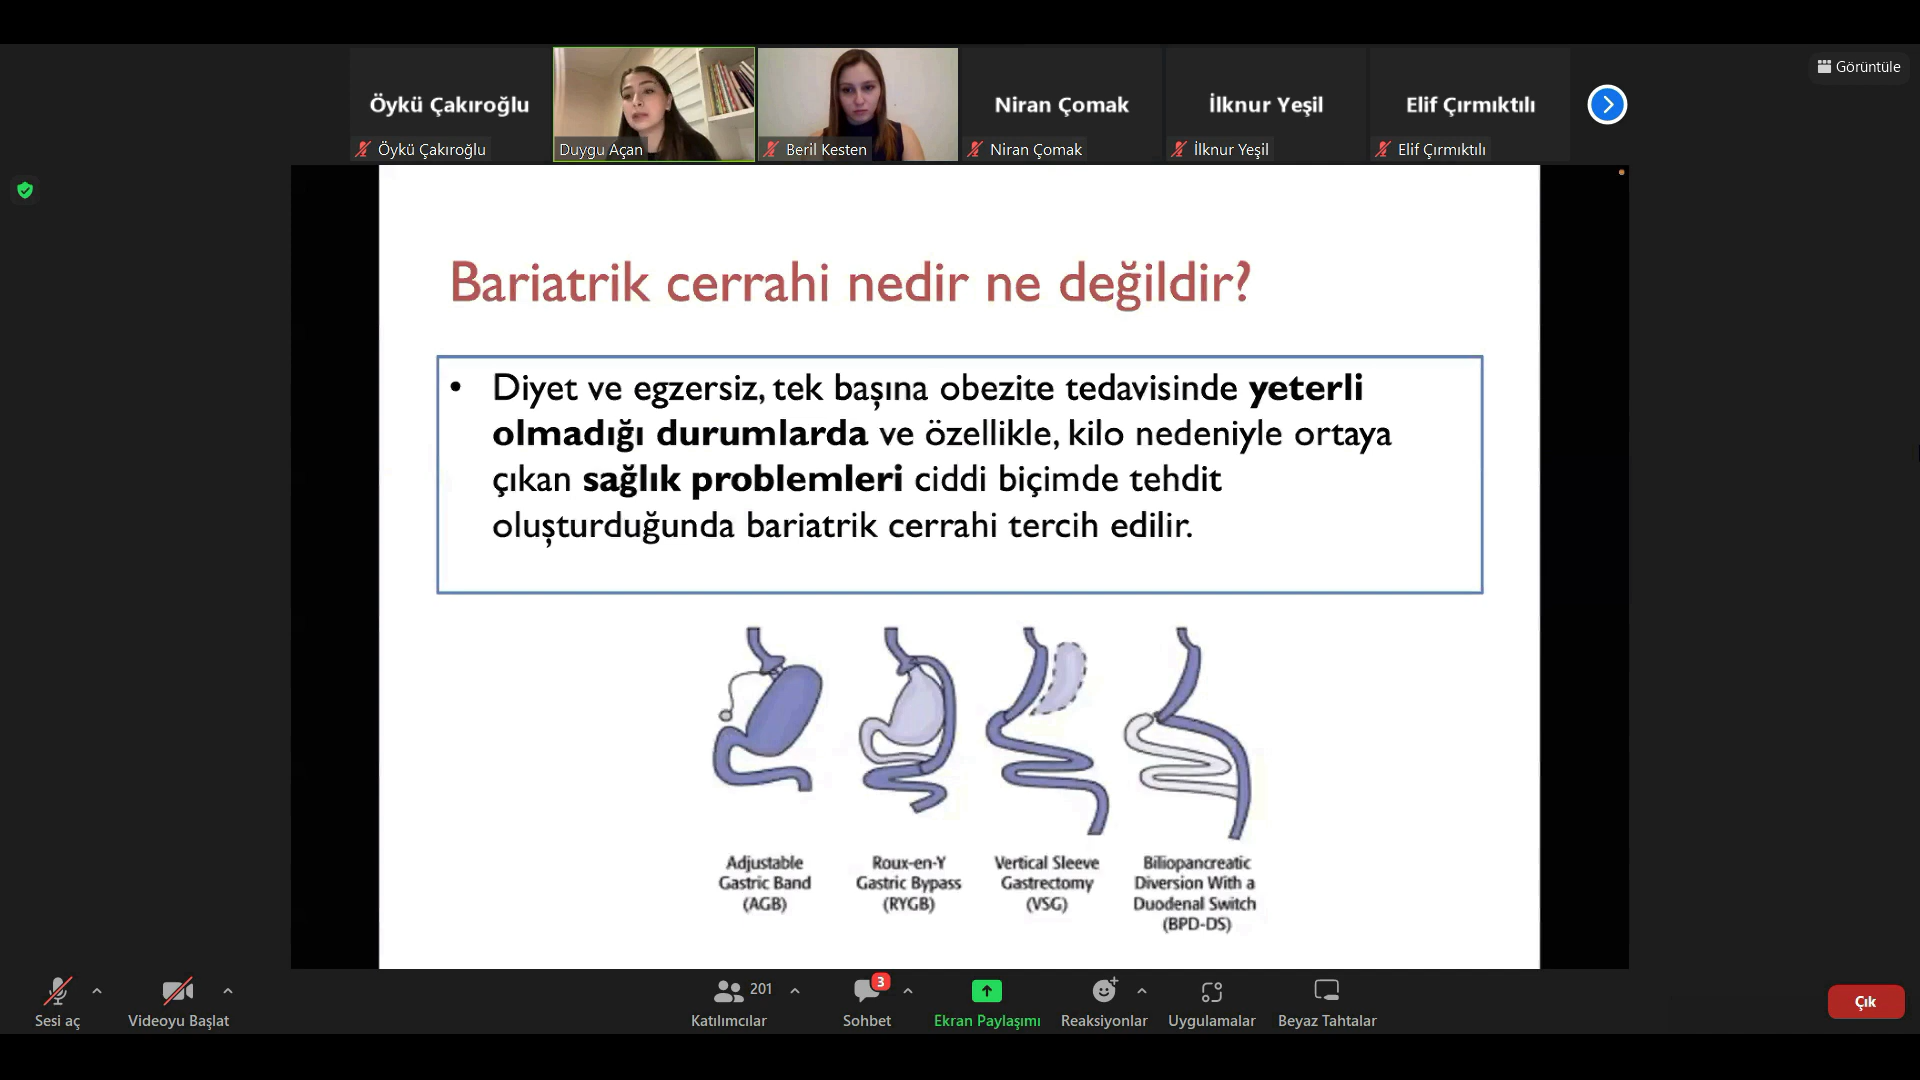 Görüntüle
Öykü Çakıroğlu
Niran Çomak
İlknur Yeşil
Elif Çırmıktılı
Öykü Çakıroğlu
Duygu Açan
Beril Kesten
Niran Çomak
İlknur Yeşil
Elif Çırmıktılı
Bariatrik cerrahi nedir ne değildir?
• Diyet ve egzersiz, tek başına obezite tedavisinde yeterli
olmadığı durumlarda ve özellikle, kilo nedeniyle ortaya
çıkan sağlık problemleri ciddi biçimde tehdit
oluşturduğunda bariatrik cerrahi tercih edilir.
Adjustable
Gastric Band
(AGB)
Roux-en-Y
Gastric Bypass
(RYGB)
Vertical Sleeve
Gastrectomy
(VSG)
Biliopancreatic
Diversion With a
Duodenal Switch
(BPD-DS)
Sesi aç
Videoyu Başlat
201
Katılımcılar
3
Sohbet
Ekran Paylaşımı
Reaksiyonlar
Uygulamalar
Beyaz Tahtalar
Çık